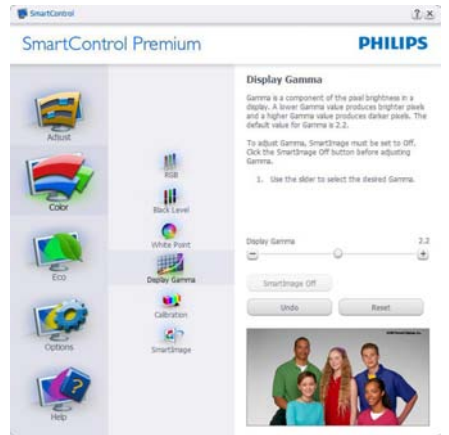 SmartControl
SmartControl Premium
PHILIPS
Adjust
Color
Eco
Options
Help
RGB
Black Level
White Point
Display Gamma
Calibration
SmartImage
Display Gamma
Gamma is a component of the pixel brightness in a
display. A lower Gamma value produces brighter pixels
and a higher Gamma value produces darker pixels. The
default value for Gamma is 2.2.
To adjust Gamma, SmartImage must be set to Off.
Click the SmartImage Off button before adjusting
Gamma.
1. Use the slider to select the desired Gamma.
Display Gamma 2.2
SmartImage Off
Undo Reset